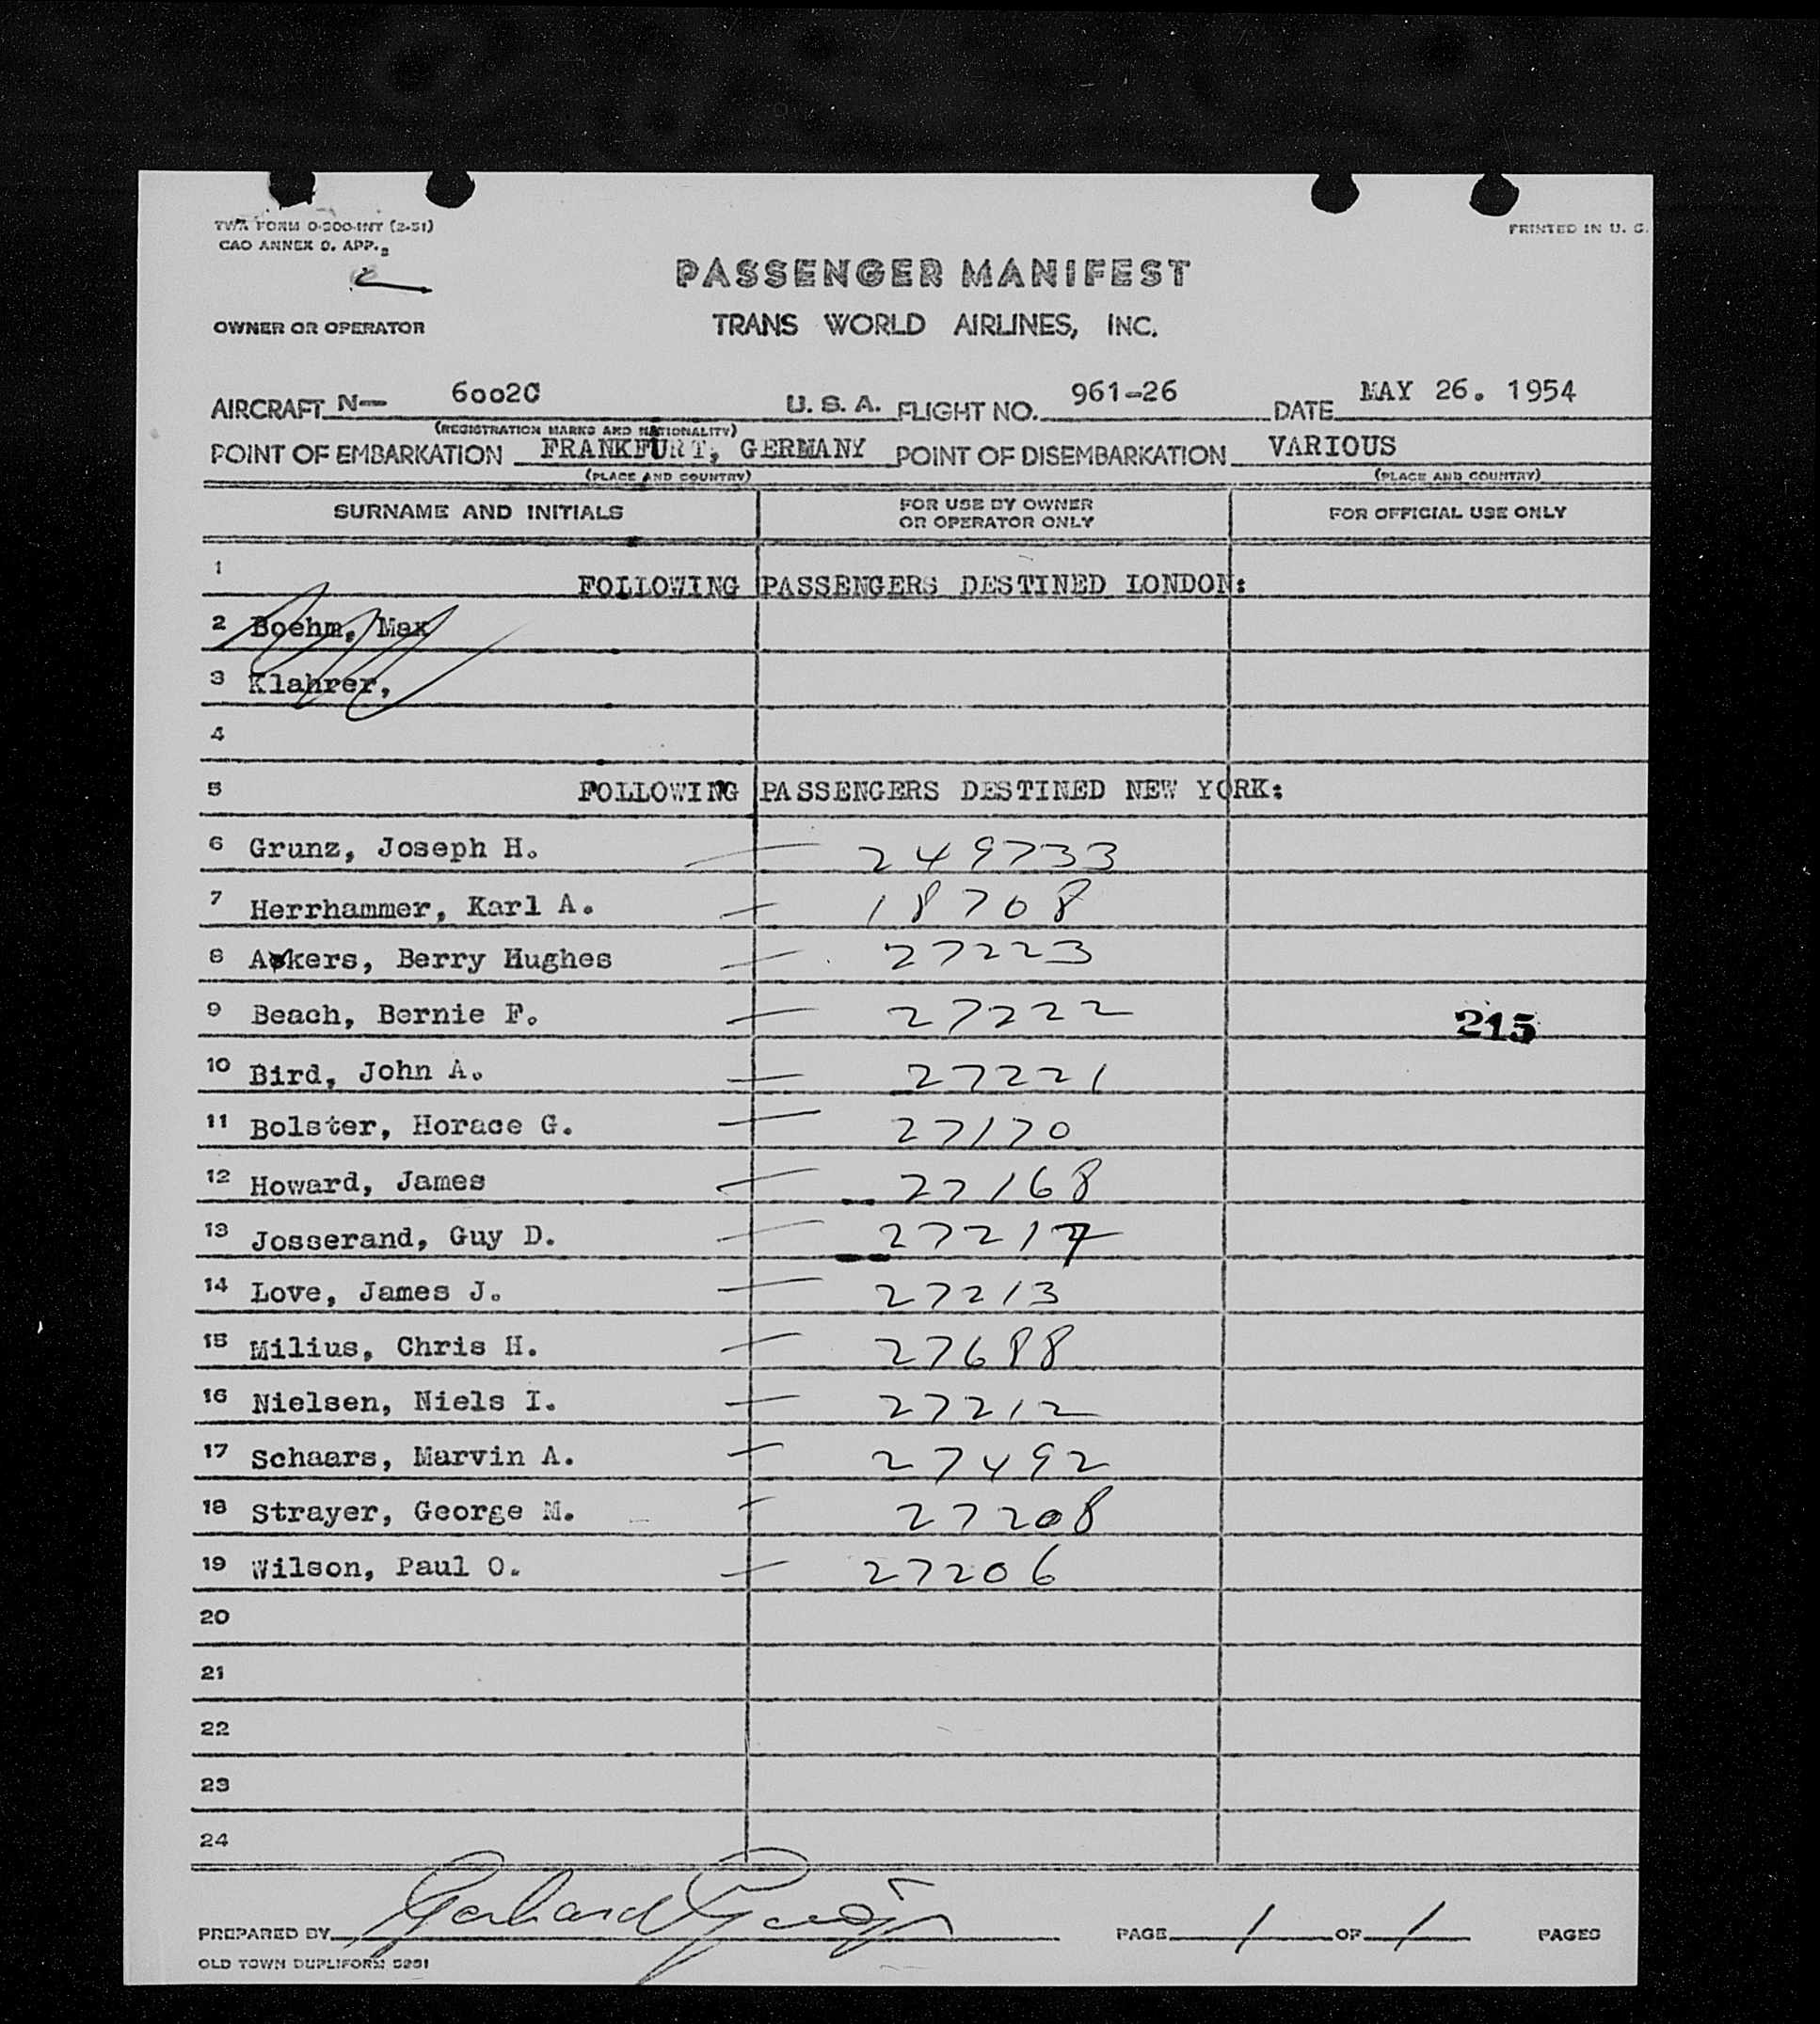 TWA FORM O-300-INT (2-51)
PRINTED IN U. S.
CAO ANNEX 9. APP. 2
PASSENGER MANIFEST
OWNER OR OPERATOR
TRANS WORLD AIRLINES, INC.
AIRCRAFT N— 6002C U. S. A. FLIGHT NO. 961-26 DATE MAY 26. 1954
(REGISTRATION MARKS AND NATIONALITY)
POINT OF EMBARKATION FRANKFURT, GERMANY POINT OF DISEMBARKATION VARIOUS
(PLACE AND COUNTRY) (PLACE AND COUNTRY)
SURNAME AND INITIALS FOR USE BY OWNER OR OPERATOR ONLY FOR OFFICIAL USE ONLY
1 FOLLOWING PASSENGERS DESTINED LONDON:
2 Boehm, Max
3 Klahrer,
4
5 FOLLOWING PASSENGERS DESTINED NEW YORK:
6 Grunz, Joseph H. — 249733
7 Herrhammer, Karl A. — 18708
8 Akers, Berry Hughes — 27223
9 Beach, Bernie F. — 27222 215
10 Bird, John A. — 27221
11 Bolster, Horace G. — 27170
12 Howard, James — 27168
13 Josserand, Guy D. — 27217
14 Love, James J. — 27213
15 Milius, Chris H. — 27688
16 Nielsen, Niels I. — 27212
17 Schaars, Marvin A. — 27492
18 Strayer, George M. — 27208
19 Wilson, Paul O. — 27206
20
21
22
23
24
PREPARED BY Gerhard PAGE 1 OF 1 PAGES
OLD TOWN DUPLIFORM